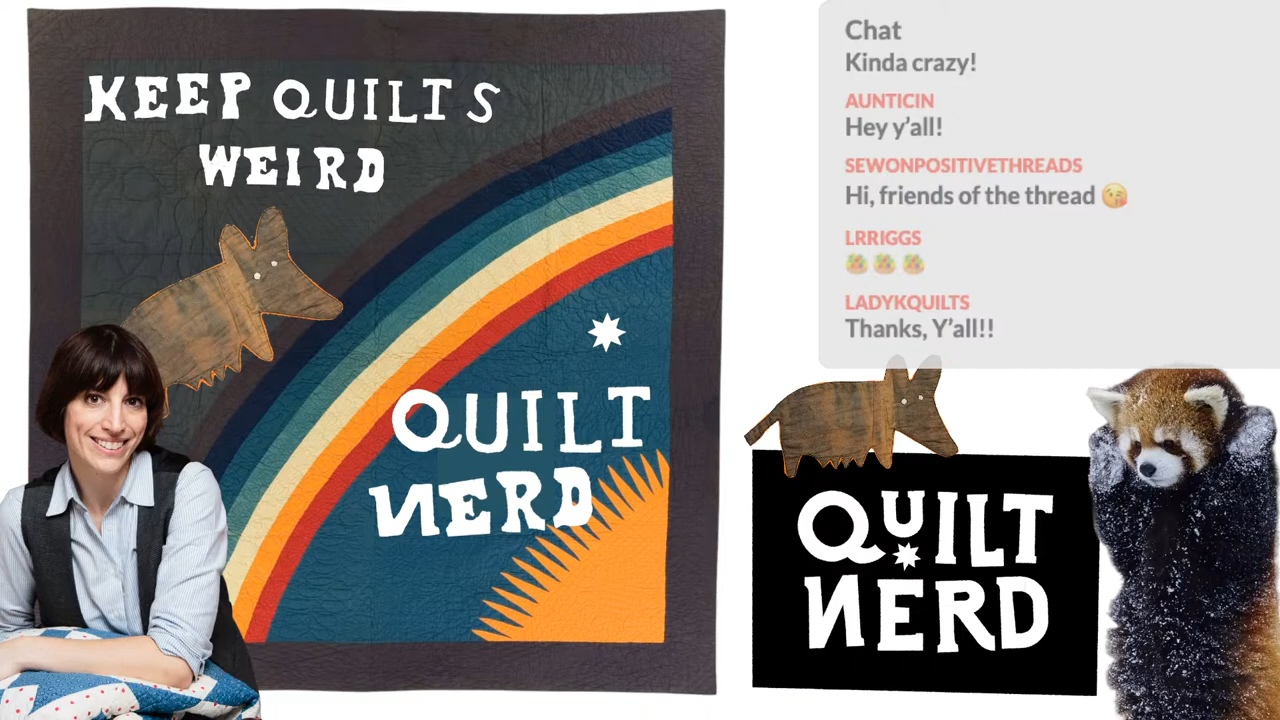 KEEP QUILTS
WEIRD
QUILT
NERD
Chat
Kinda crazy!
AUNTICIN
Hey y’all!
SEWONPOSITIVETHREADS
Hi, friends of the thread 😘
LRRIGGS
🌮🌮🌮
LADYKQUILTS
Thanks, Y’all!!
QUILT
NERD